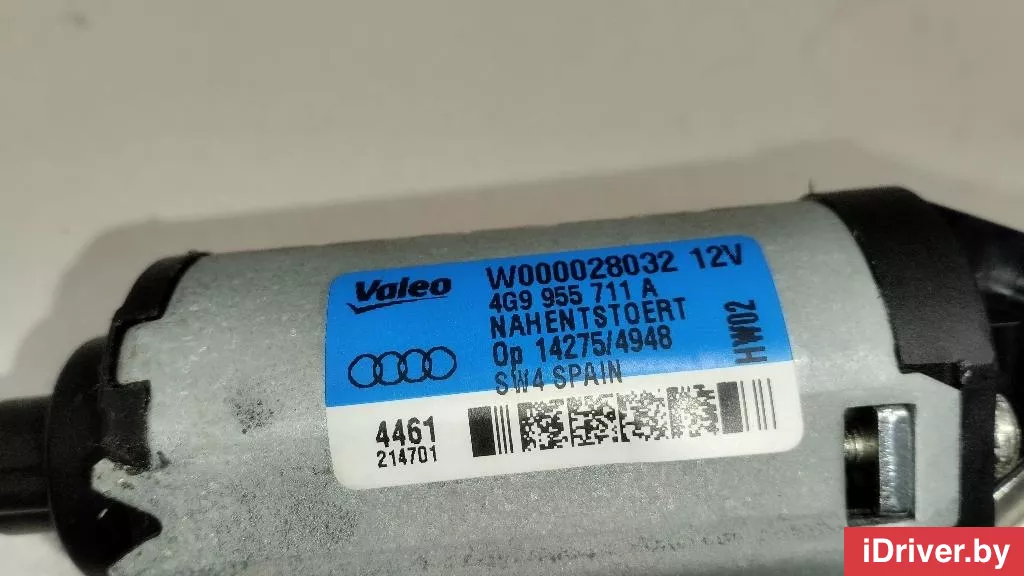 Valeo
W000028032 12V
4G9 955 711 A
NAHENTSTOERT
Op 14275/4948
SW4 SPAIN
HW02
4461
214701
iDriver.by